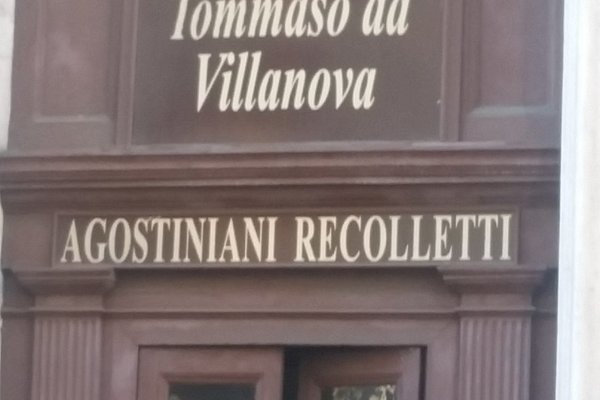 Tommaso da
Villanova
AGOSTINIANI RECOLLETTI